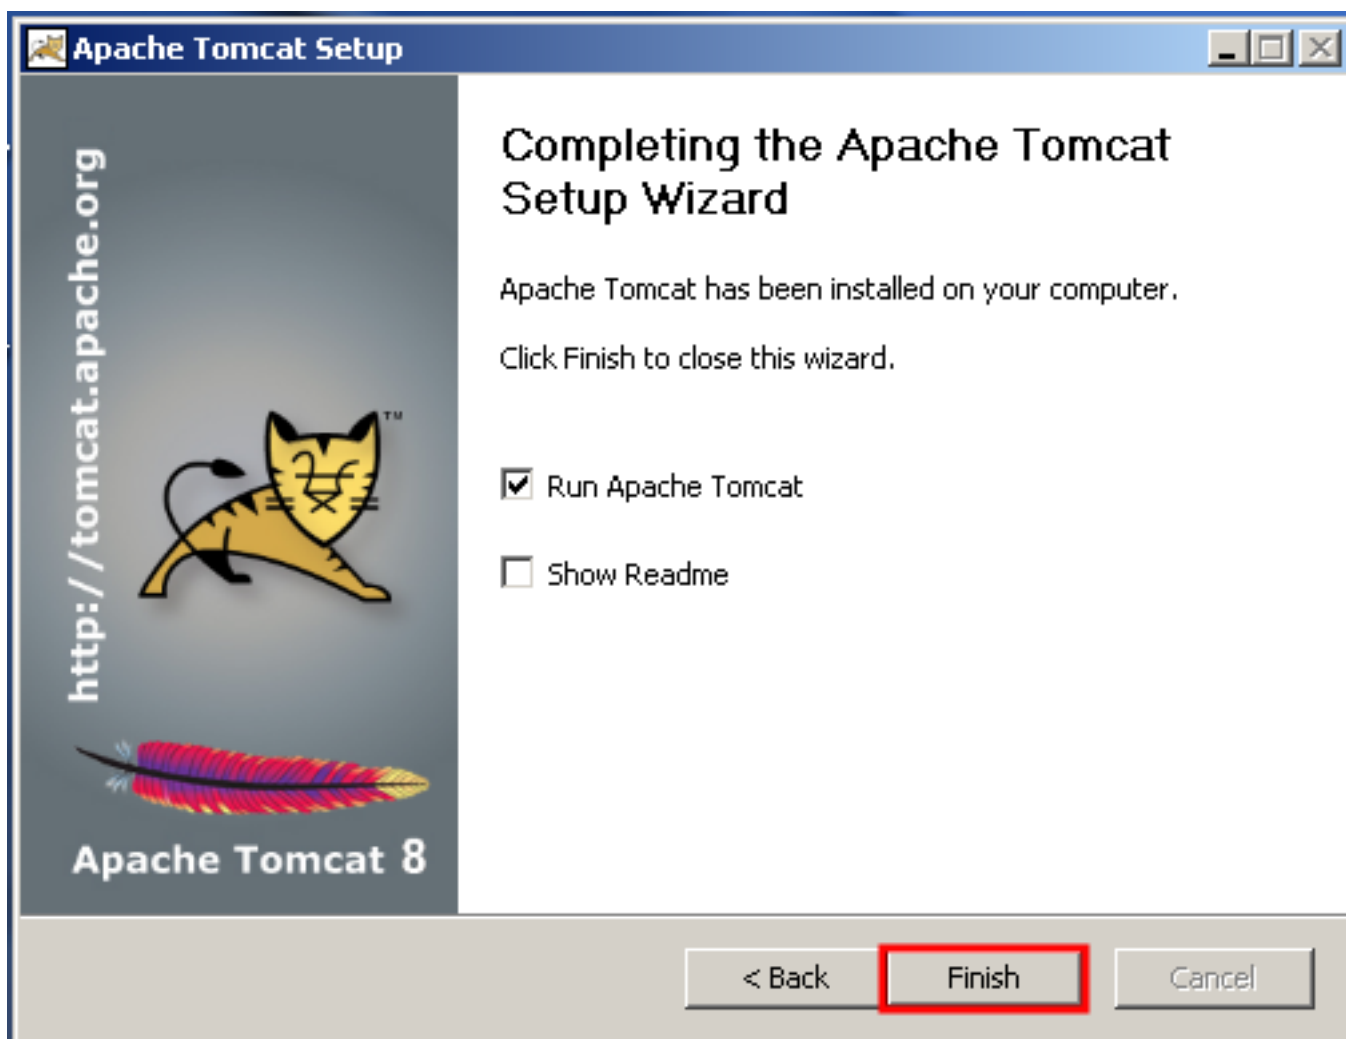 Apache Tomcat Setup
http://tomcat.apache.org
TM
Apache Tomcat 8
Completing the Apache Tomcat
Setup Wizard
Apache Tomcat has been installed on your computer.
Click Finish to close this wizard.
Run Apache Tomcat
Show Readme
< Back
Finish
Cancel